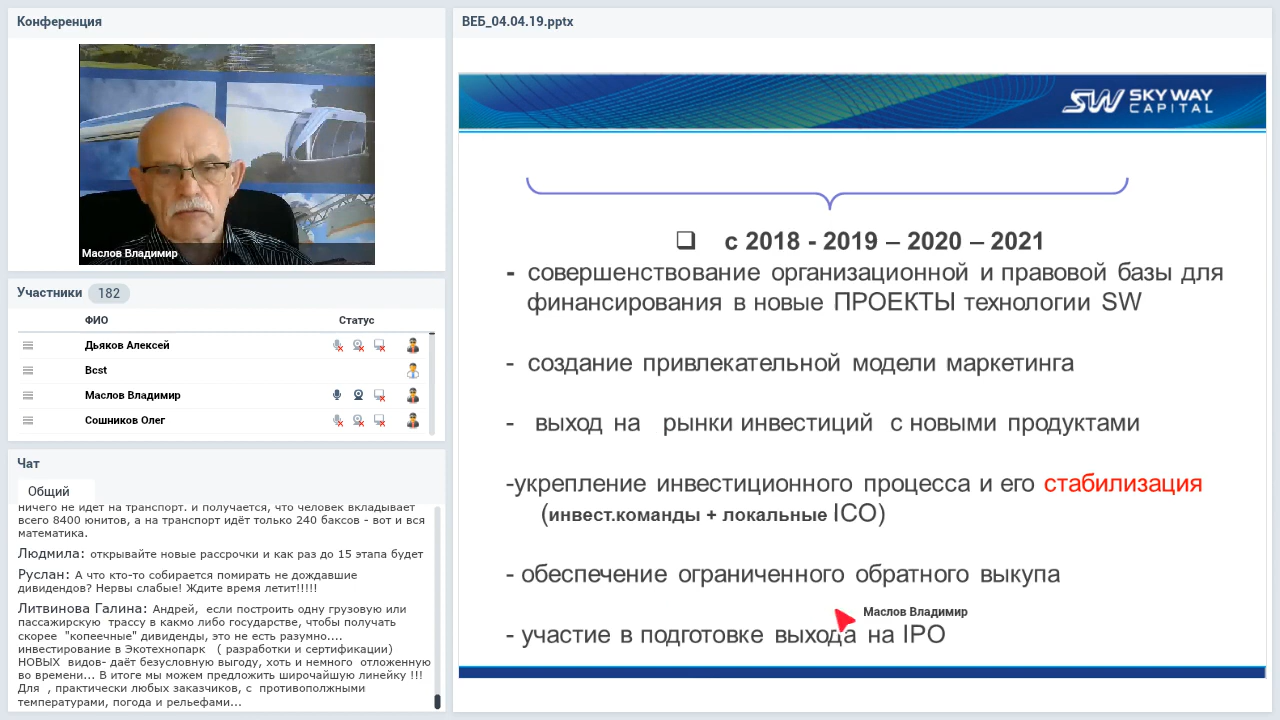 Конференция
Маслов Владимир
Участники 182
ФИО Статус
Дьяков Алексей
Bcst
Маслов Владимир
Сошников Олег
Чат
Общий
ничего не идет на транспорт. и получается, что человек вкладывает
всего 8400 юнитов, а на транспорт идёт только 240 баксов - вот и вся
математика.
Людмила: открывайте новые рассрочки и как раз до 15 этапа будет
Руслан: А что кто-то собирается помирать не дождавшие
дивидендов? Нервы слабые! Ждите время летит!!!!!
Литвинова Галина: Андрей, если построить одну грузовую или
пассажирскую трассу в какмо либо государстве, чтобы получать
скорее "копеечные" дивиденды, это не есть разумно....
инвестирование в Экотехнопарк ( разработки и сертификации)
НОВЫХ видов- даёт безусловную выгоду, хоть и немного отложенную
во времени... В итоге мы можем предложить широчайшую линейку !!!
Для , практически любых заказчиков, с противополжными
температурами, погода и рельефами...
ВЕБ_04.04.19.pptx
SW SKY WAY
CAPITAL
❑ с 2018 - 2019 – 2020 – 2021
- совершенствование организационной и правовой базы для
финансирования в новые ПРОЕКТЫ технологии SW
- создание привлекательной модели маркетинга
- выход на рынки инвестиций с новыми продуктами
-укрепление инвестиционного процесса и его стабилизация
(инвест.команды + локальные ICO)
- обеспечение ограниченного обратного выкупа
Маслов Владимир
- участие в подготовке выхода на IPO